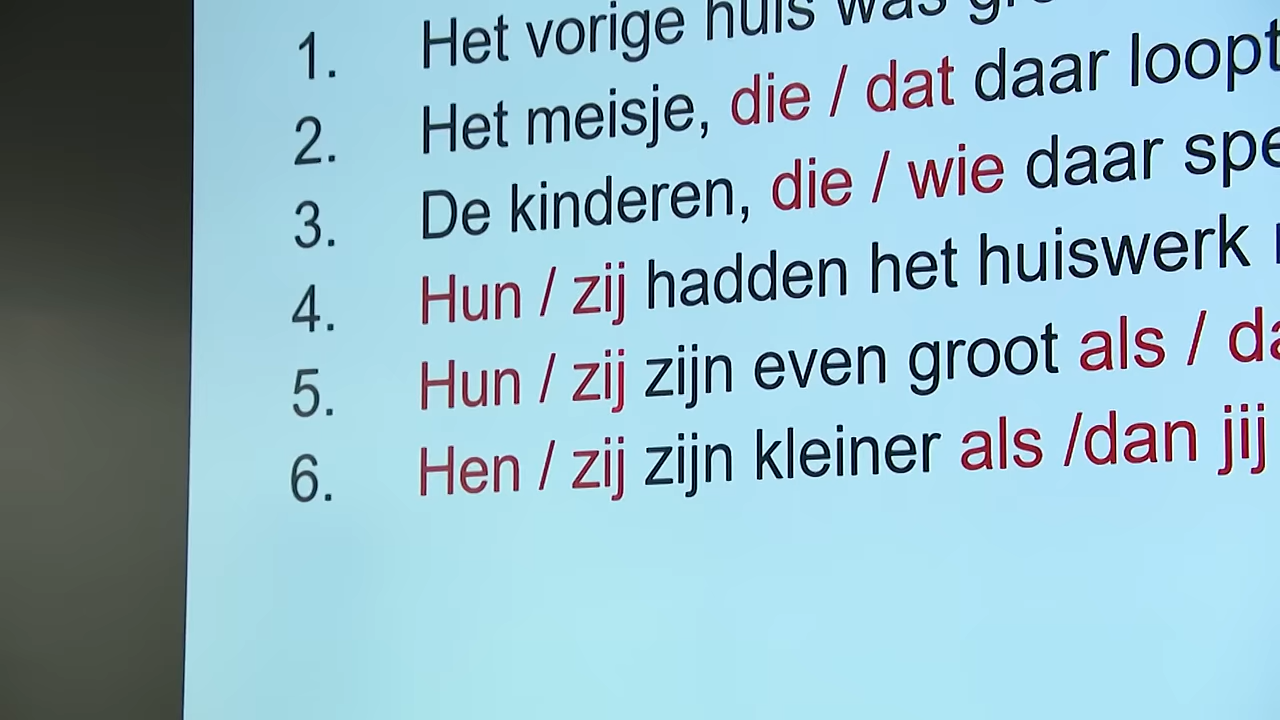 1. Het vorige huis was
2. Het meisje, die / dat daar loopt
3. De kinderen, die / wie daar spe
4. Hun / zij hadden het huiswerk
5. Hun / zij zijn even groot als / da
6. Hen / zij zijn kleiner als /dan jij